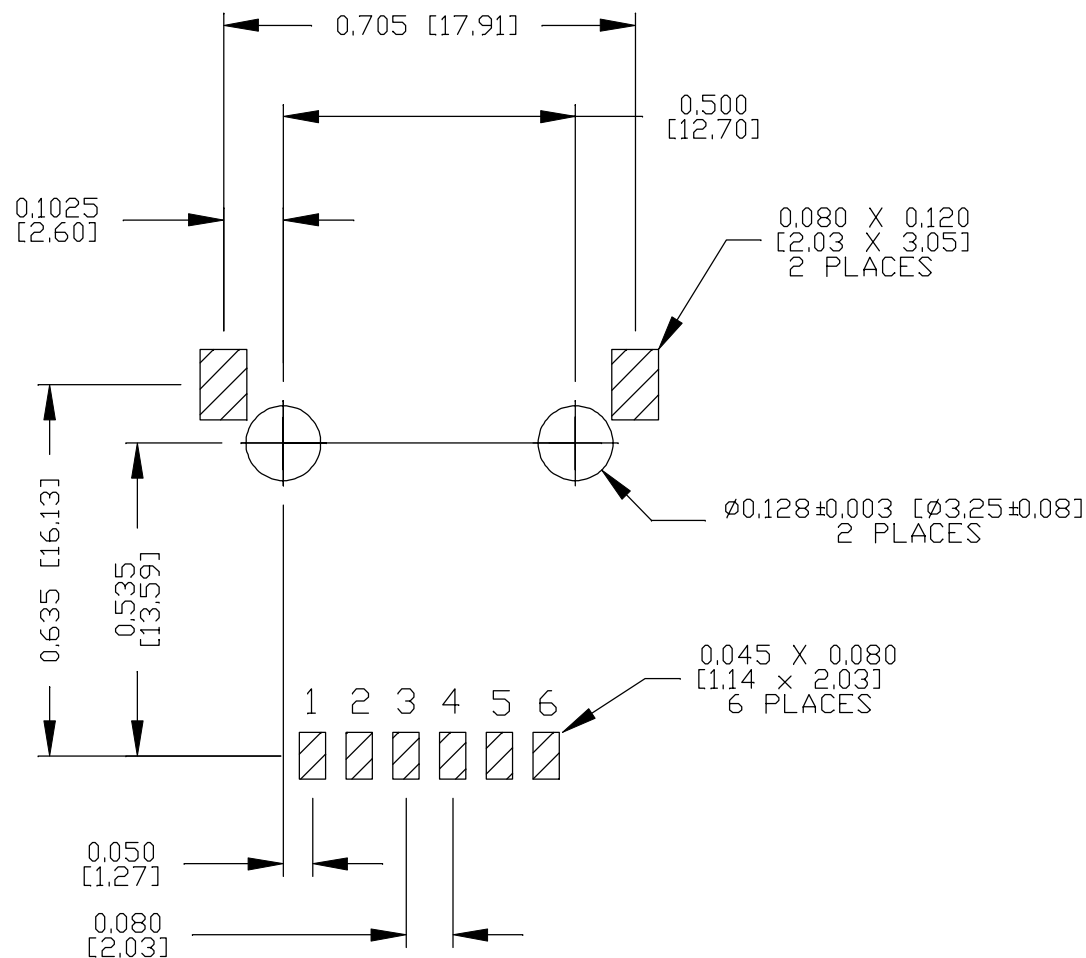 0.705 [17.91]
0.500
[12.70]
0.1025
[2.60]
0.080 X 0.120
[2.03 X 3.05]
2 PLACES
0.635 [16.13]
0.535
[13.59]
Ø0.128±0.003 [Ø3.25±0.08]
2 PLACES
0.045 X 0.080
[1.14 x 2.03]
6 PLACES
1 2 3 4 5 6
0.050
[1.27]
0.080
[2.03]